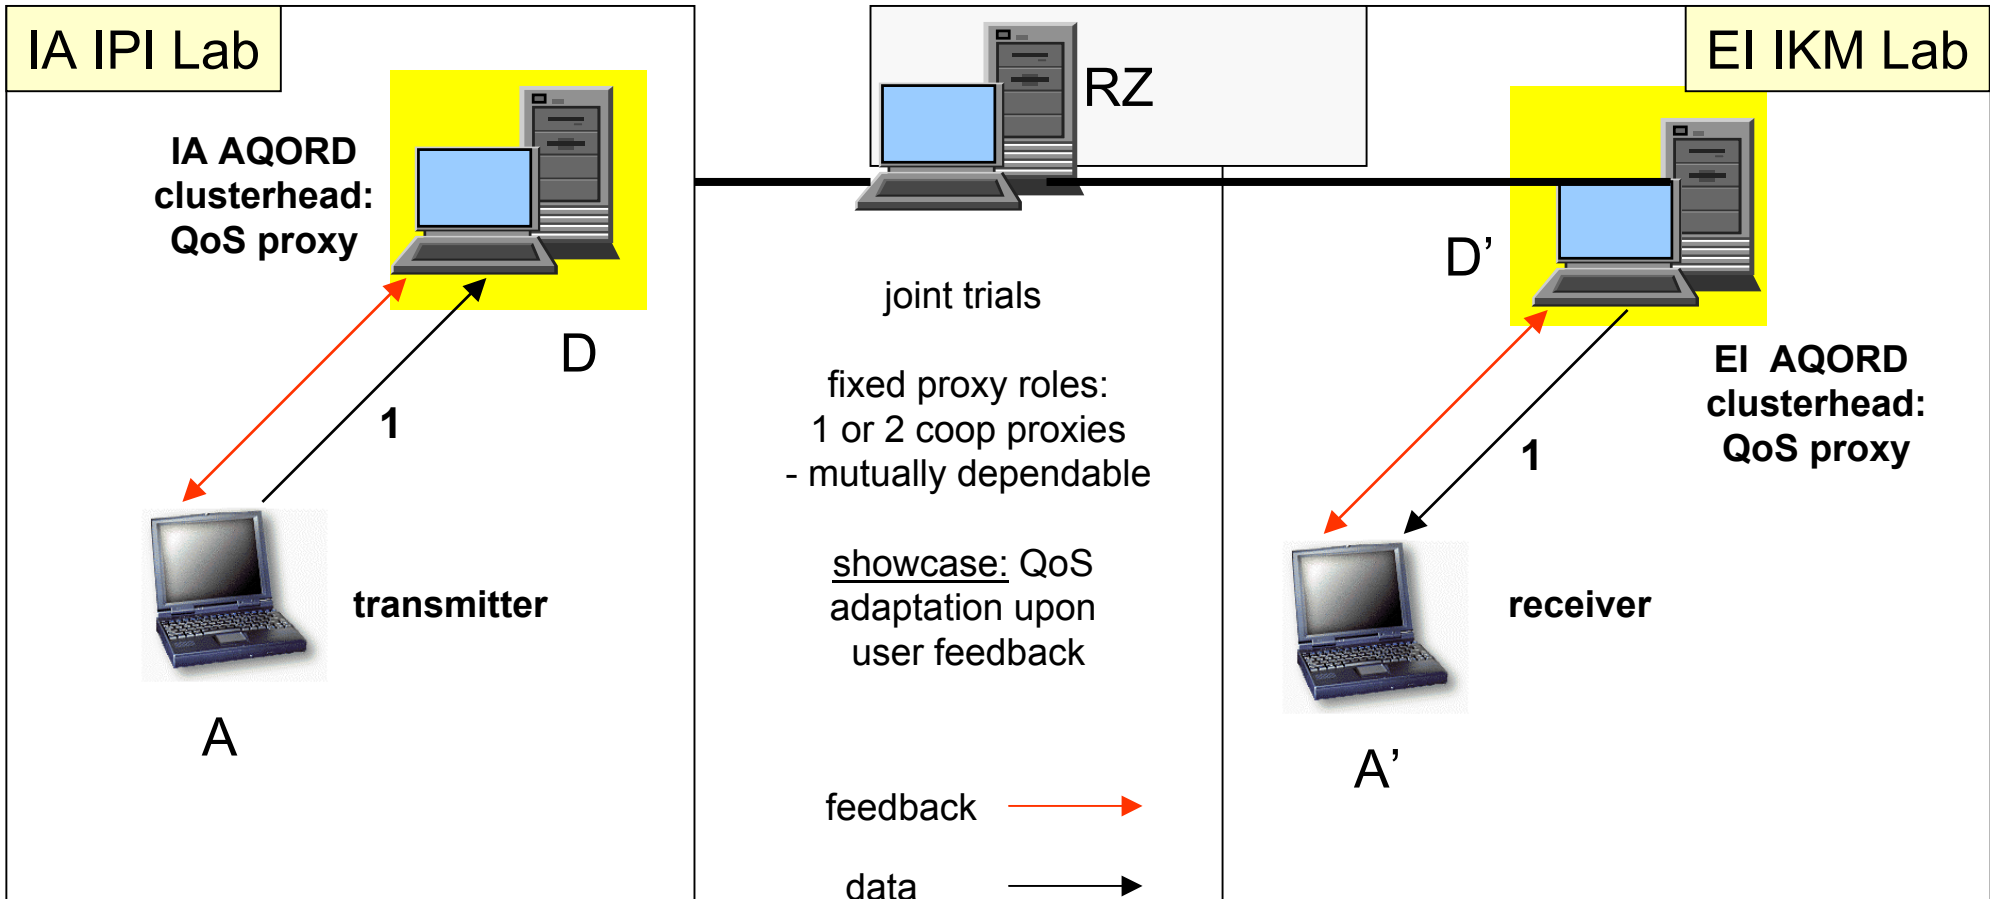 IA IPI Lab
IA AQORD
clusterhead:
QoS proxy
D
1
transmitter
A
RZ
joint trials
fixed proxy roles:
1 or 2 coop proxies
- mutually dependable
showcase: QoS
adaptation upon
user feedback
feedback
data
EI IKM Lab
D’
EI AQORD
clusterhead:
QoS proxy
1
receiver
A’